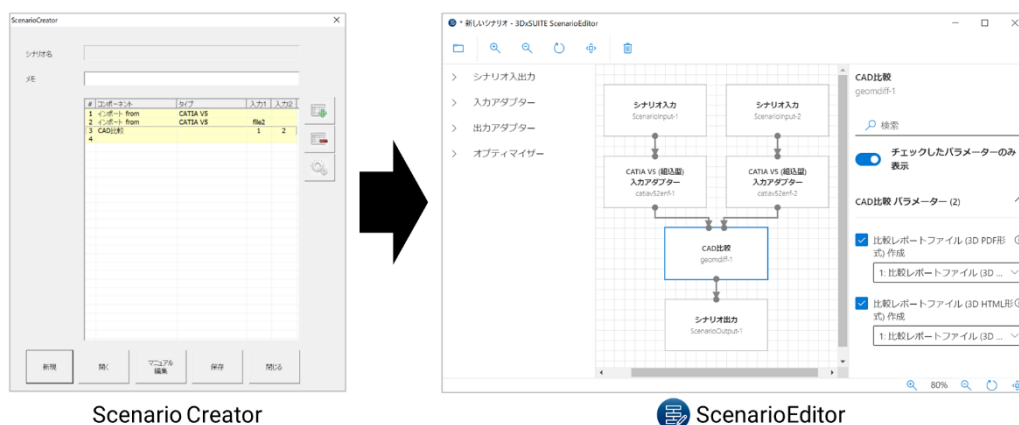 ScenarioCreator
シナリオ名
メモ
# コンポーネント タイプ 入力1 入力2
1 インポート from CATIA V5
2 インポート from CATIA V5 file2
3 CAD比較 1 2
4
新規 開く マニュアル編集 保存 閉じる
Scenario Creator
* 新しいシナリオ - 3DxSUITE ScenarioEditor
シナリオ入出力
入力アダプター
出力アダプター
オプティマイザー
シナリオ入力
ScenarioInput-1
シナリオ入力
ScenarioInput-2
CATIA V5 (組込型)
入力アダプター
catiav52enf-1
CATIA V5 (組込型)
入力アダプター
catiav52enf-2
CAD比較
geomdiff-1
シナリオ出力
ScenarioOutput-1
CAD比較
geomdiff-1
検索
チェックしたパラメーターのみ
表示
CAD比較 パラメーター (2)
比較レポートファイル (3D PDF形
式) 作成
1: 比較レポートファイル (3D ...
比較レポートファイル (3D HTML形
式) 作成
1: 比較レポートファイル (3D ...
80%
ScenarioEditor